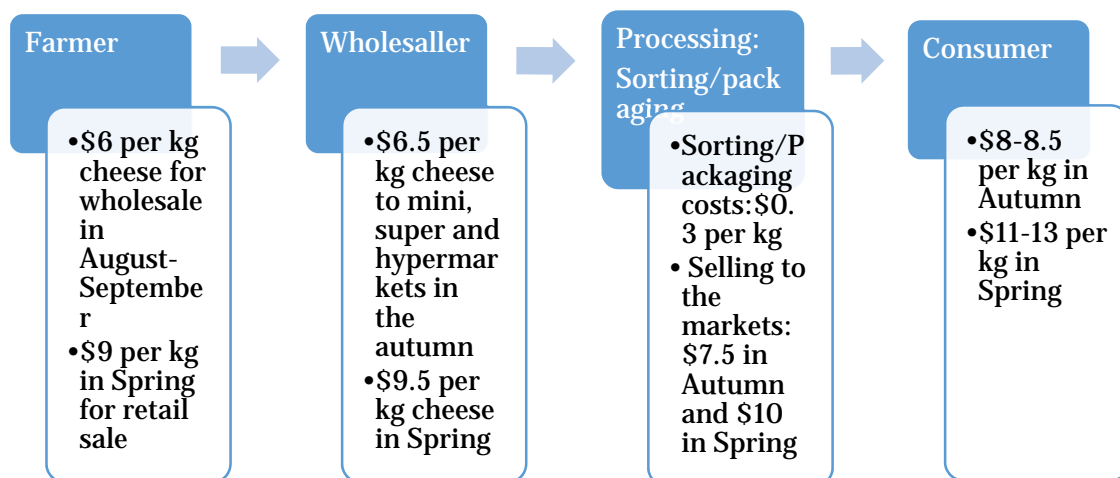 Farmer
•$6 per kg
cheese for
wholesale
in
August-
Septembe
r
•$9 per kg
in Spring
for retail
sale
Wholesaller
•$6.5 per
kg cheese
to mini,
super and
hypermar
kets in
the
autumn
•$9.5 per
kg cheese
in Spring
Processing:
Sorting/pack
aging
•Sorting/P
ackaging
costs:$0.
3 per kg
• Selling to
the
markets:
$7.5 in
Autumn
and $10
in Spring
Consumer
•$8-8.5
per kg in
Autumn
•$11-13 per
kg in
Spring